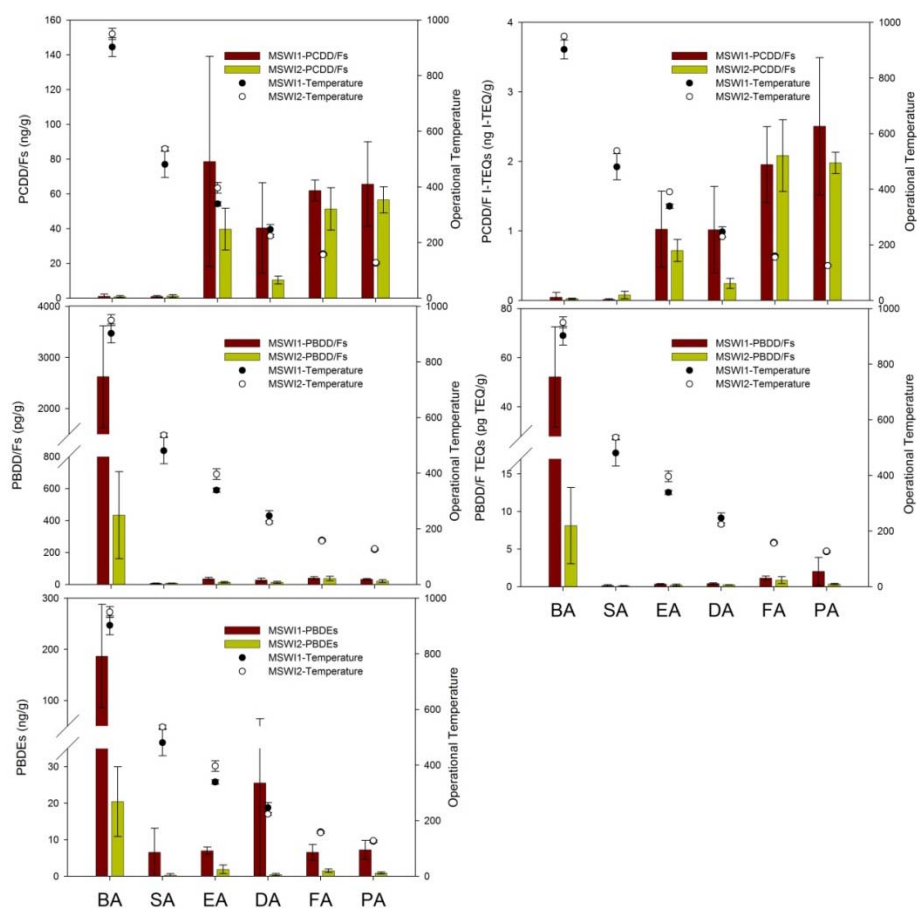 PCDD/Fs (ng/g)
160
140
120
100
80
60
40
20
0
MSWI1-PCDD/Fs
MSWI2-PCDD/Fs
MSWI1-Temperature
MSWI2-Temperature
1000
800
600
400
200
0
Operational Temperature
PCDD/F I-TEQs (ng I-TEQ/g)
4
3
2
1
0
MSWI1-PCDD/Fs
MSWI2-PCDD/Fs
MSWI1-Temperature
MSWI2-Temperature
1000
800
600
400
200
0
Operational Temperature
PBDD/Fs (pg/g)
4000
3000
2000
800
600
400
200
0
MSWI1-PBDD/Fs
MSWI2-PBDD/Fs
MSWI1-Temperature
MSWI2-Temperature
1000
800
600
400
200
0
Operational Temperature
PBDD/F TEQs (pg TEQ/g)
80
60
40
15
10
5
0
MSWI1-PBDD/Fs
MSWI2-PBDD/Fs
MSWI1-Temperature
MSWI2-Temperature
1000
800
600
400
200
0
Operational Temperature
BA SA EA DA FA PA
PBDEs (ng/g)
300
200
100
30
20
10
0
MSWI1-PBDEs
MSWI2-PBDEs
MSWI1-Temperature
MSWI2-Temperature
1000
800
600
400
200
0
Operational Temperature
BA SA EA DA FA PA